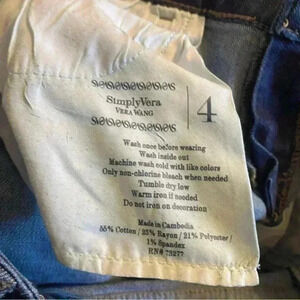 SimplyVera
VERA WANG
4
Wash once before wearing
Wash inside out
Machine wash cold with like colors
Only non-chlorine bleach when needed
Tumble dry low
Warm iron if needed
Do not iron on decoration
Made in Cambodia
55% Cotton / 23% Rayon / 21% Polyester /
1% Spandex
RN# 73277